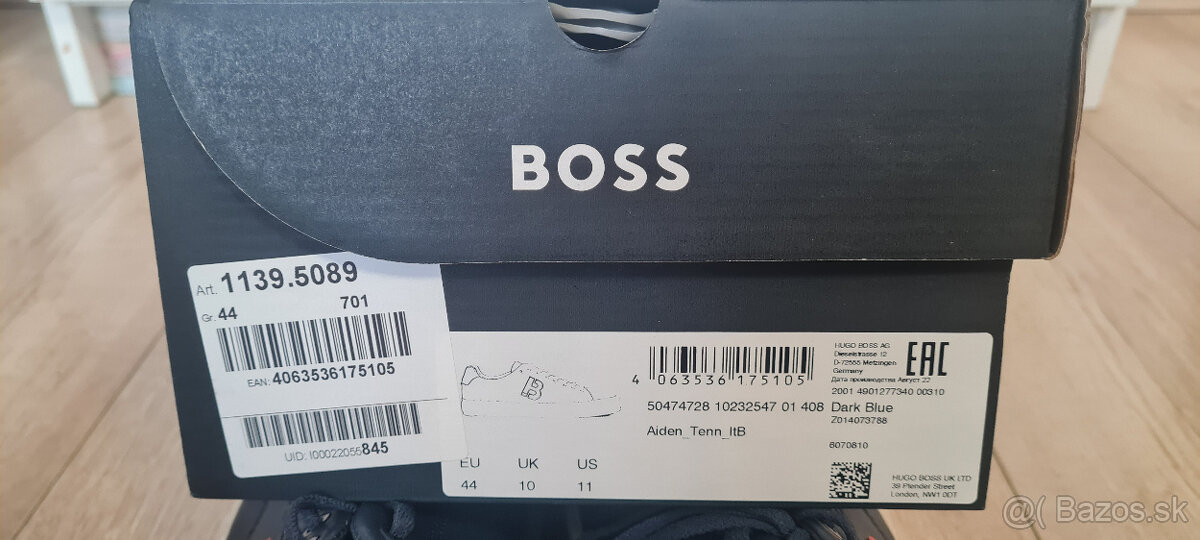 BOSS
Art. 1139.5089
Gr. 44 701
EAN: 4063536175105
UID: I00022055845
4 063536 175105
50474728 10232547 01 408 Dark Blue
Aiden_Tenn_ltB
EU UK US
44 10 11
HUGO BOSS AG
Dieselstrasse 12
D-72555 Metzingen
Germany
Дата производства Август 22
EAC
2001 4901277340 00310
Z014073788
8070810
HUGO BOSS UK LTD
39 Plender Street
London, NW1 0DT
@( Bazos.sk